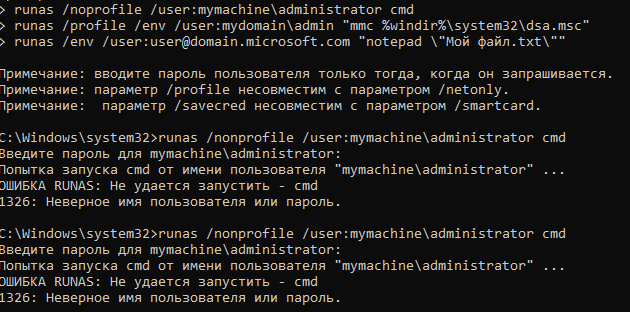 > runas /noprofile /user:mymachine\administrator cmd
> runas /profile /env /user:mydomain\admin "mmc %windir%\system32\dsa.msc"
> runas /env /user:user@domain.microsoft.com "notepad \"Мой файл.txt\""
Примечание: вводите пароль пользователя только тогда, когда он запрашивается.
Примечание: параметр /profile несовместим с параметром /netonly.
Примечание:  параметр /savecred несовместим с параметром /smartcard.
C:\Windows\system32>runas /nonprofile /user:mymachine\administrator cmd
Введите пароль для mymachine\administrator:
Попытка запуска cmd от имени пользователя "mymachine\administrator" ...
ОШИБКА RUNAS: Не удается запустить - cmd
1326: Неверное имя пользователя или пароль.
C:\Windows\system32>runas /nonprofile /user:mymachine\administrator cmd
Введите пароль для mymachine\administrator:
Попытка запуска cmd от имени пользователя "mymachine\administrator" ...
ОШИБКА RUNAS: Не удается запустить - cmd
1326: Неверное имя пользователя или пароль.